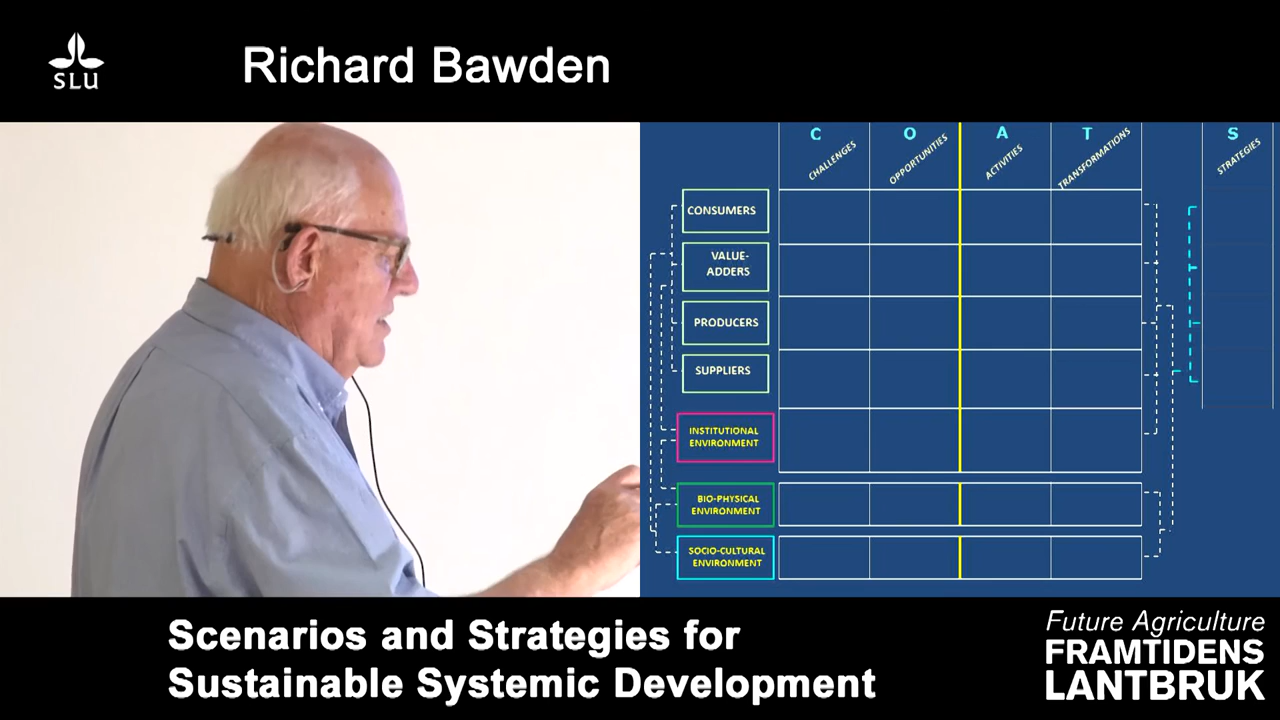 SLU
Richard Bawden
C O A T S
CHALLENGES OPPORTUNITIES ACTIVITIES TRANSFORMATIONS STRATEGIES
CONSUMERS
VALUE-
ADDERS
PRODUCERS
SUPPLIERS
INSTITUTIONAL
ENVIRONMENT
BIO-PHYSICAL
ENVIRONMENT
SOCIO-CULTURAL
ENVIRONMENT
Scenarios and Strategies for
Sustainable Systemic Development
Future Agriculture
FRAMTIDENS
LANTBRUK